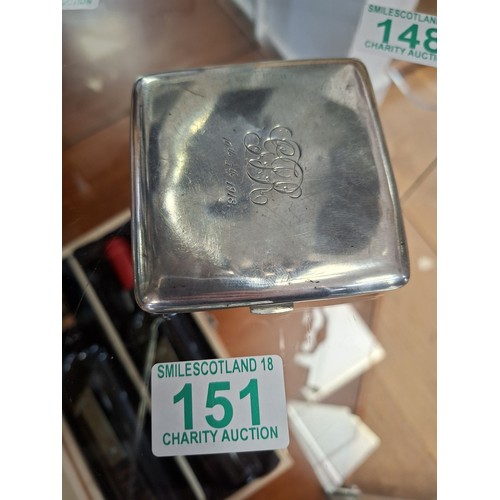 SMILESCOTLAND
148
CHARITY AUCTION
SMILESCOTLAND 18
151
CHARITY AUCTION